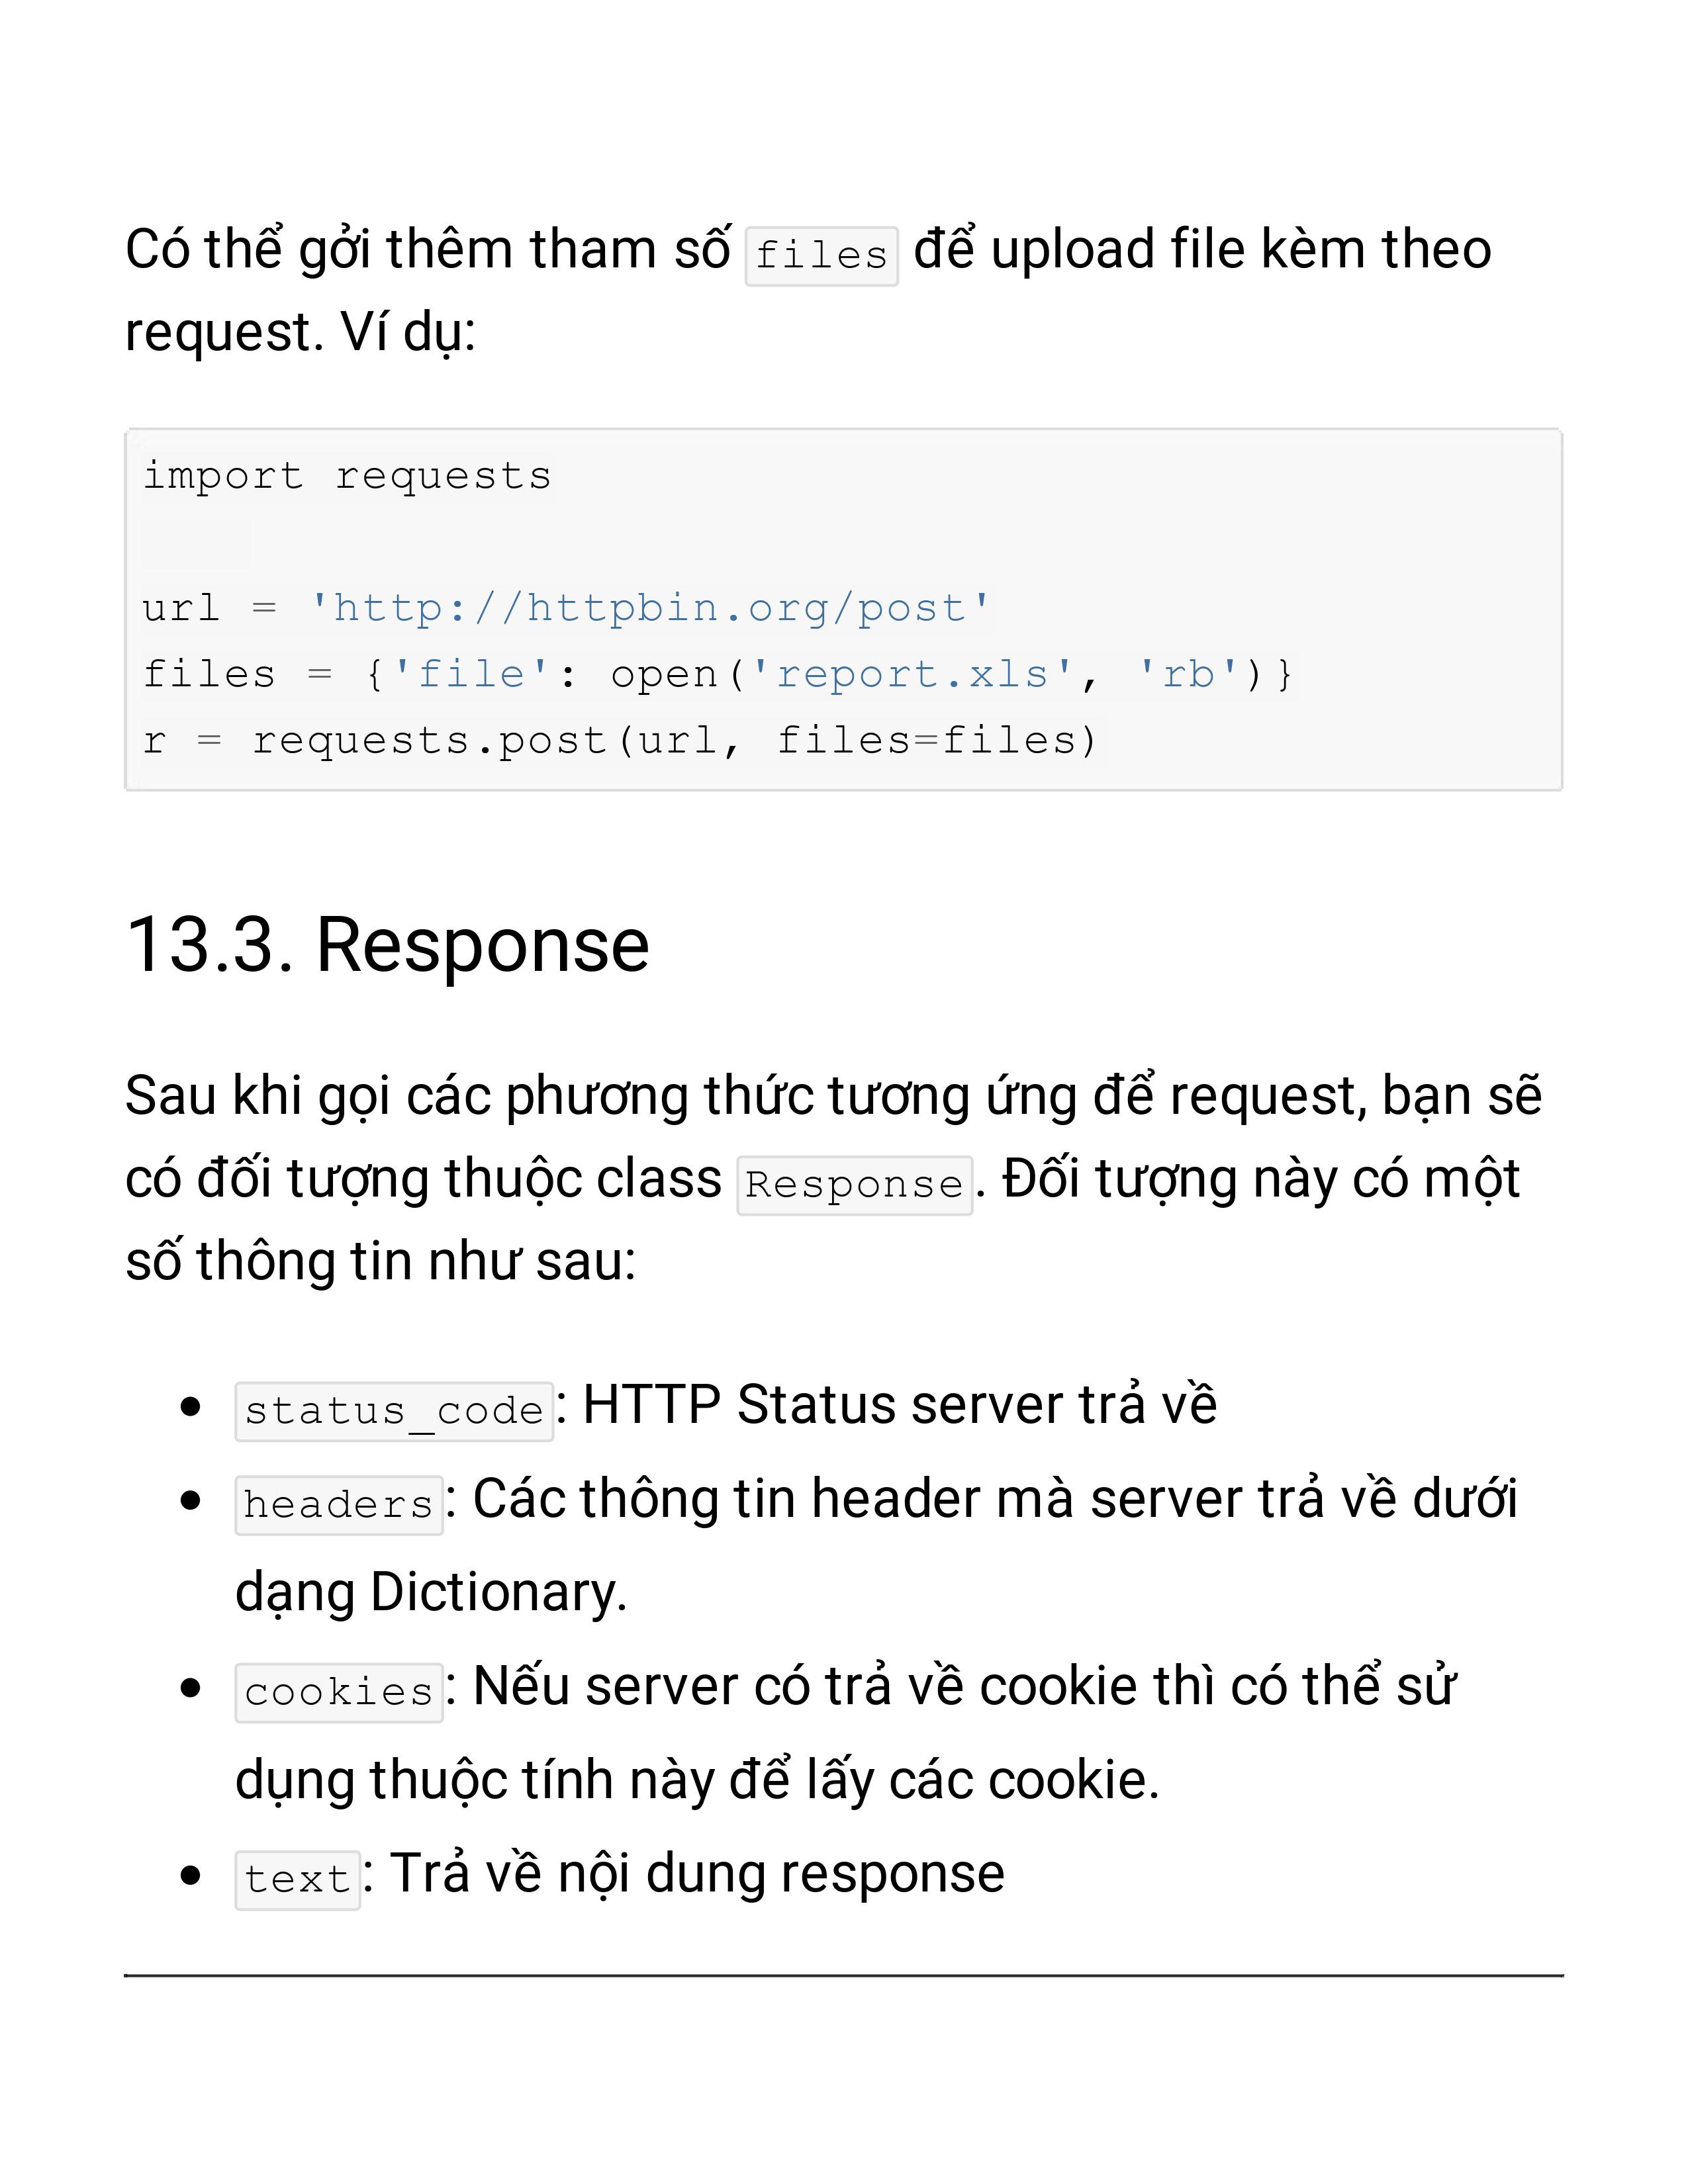 Có thể gởi thêm tham số files để upload file kèm theo
request. Ví dụ:
import requests
url = 'http://httpbin.org/post'
files = {'file': open('report.xls', 'rb')}
r = requests.post(url, files=files)
13.3. Response
Sau khi gọi các phương thức tương ứng để request, bạn sẽ
có đối tượng thuộc class Response. Đối tượng này có một
số thông tin như sau:
• status_code: HTTP Status server trả về
• headers: Các thông tin header mà server trả về dưới
dạng Dictionary.
• cookies: Nếu server có trả về cookie thì có thể sử
dụng thuộc tính này để lấy các cookie.
• text: Trả về nội dung response